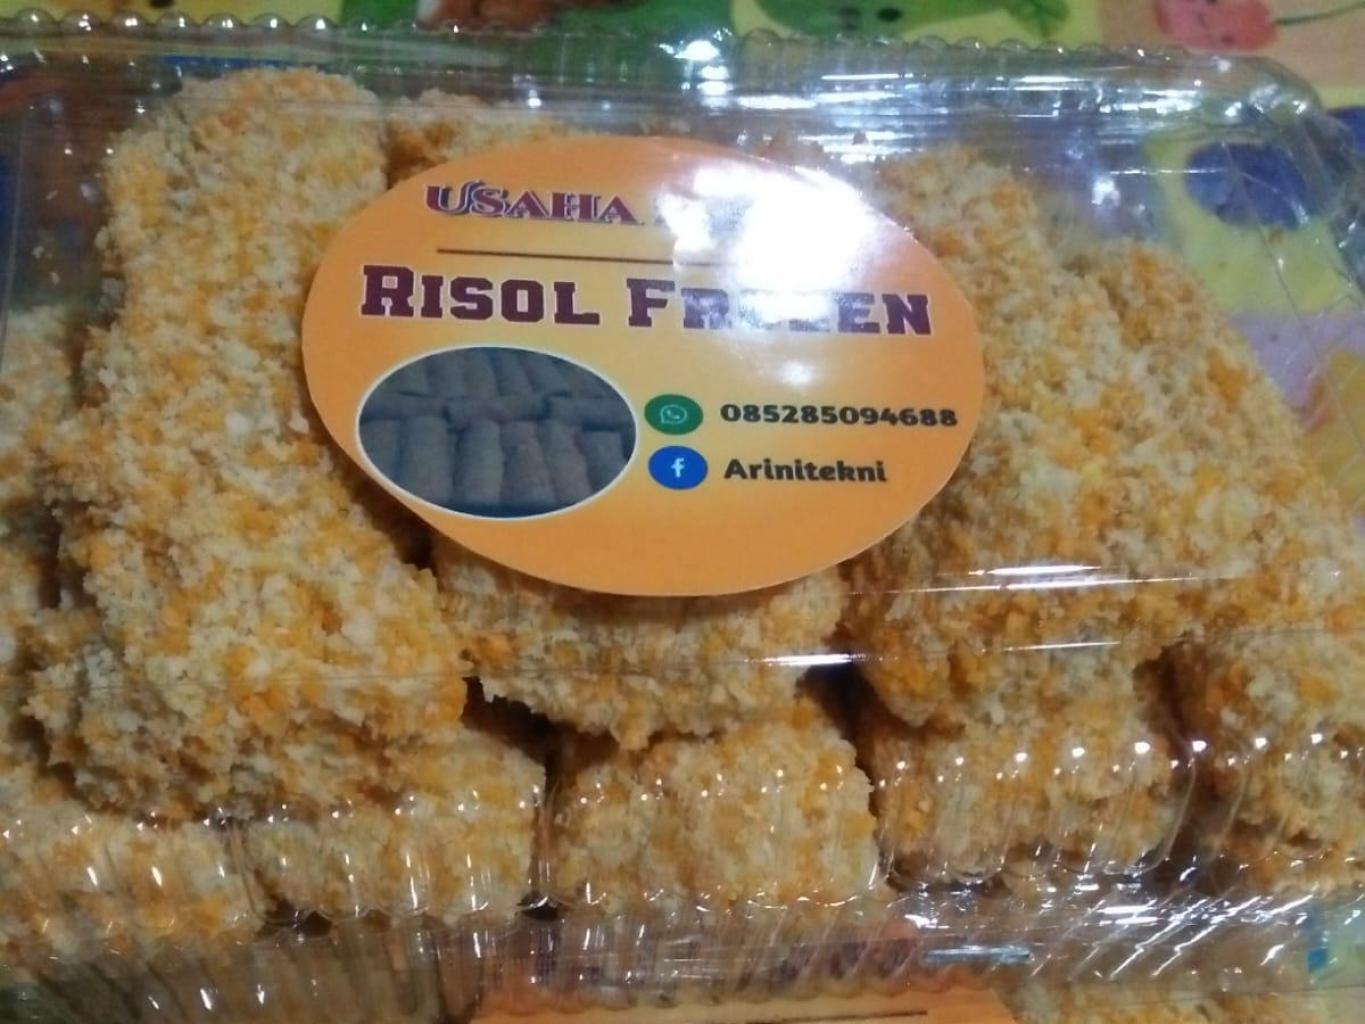 USAHA
RISOL FROZEN
085285094688
Arinitekni